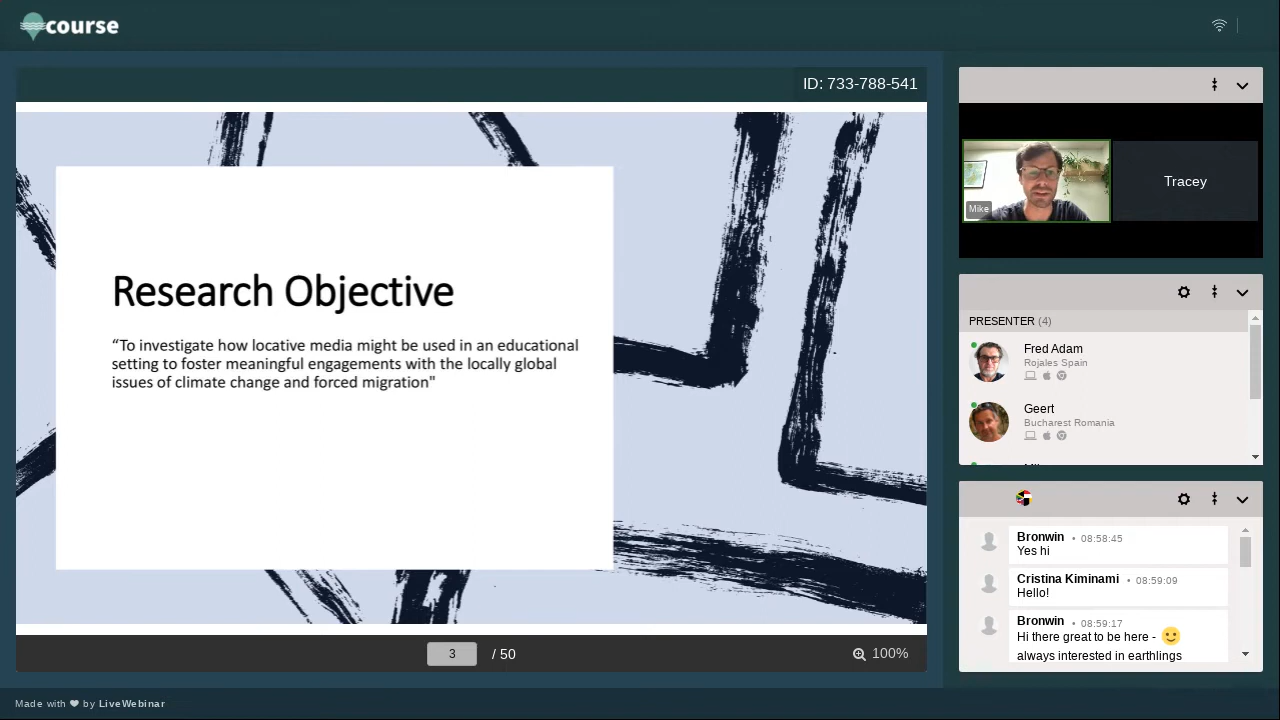 course
ID: 733-788-541
Research Objective
“To investigate how locative media might be used in an educational
setting to foster meaningful engagements with the locally global
issues of climate change and forced migration"
3 / 50
100%
Mike
Tracey
PRESENTER (4)
Fred Adam
Rojales Spain
Geert
Bucharest Romania
Bronwin • 08:58:45
Yes hi
Cristina Kiminami • 08:59:09
Hello!
Bronwin • 08:59:17
Hi there great to be here - 🙂
always interested in earthlings
Made with ❤ by LiveWebinar